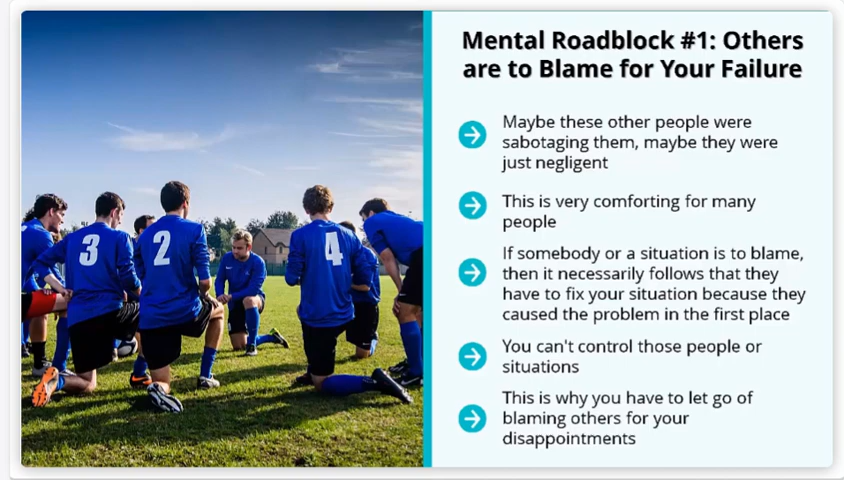 Mental Roadblock #1: Others
are to Blame for Your Failure
Maybe these other people were
sabotaging them, maybe they were
just negligent
This is very comforting for many
people
If somebody or a situation is to blame,
then it necessarily follows that they
have to fix your situation because they
caused the problem in the first place
You can't control those people or
situations
This is why you have to let go of
blaming others for your
disappointments
3
2
4